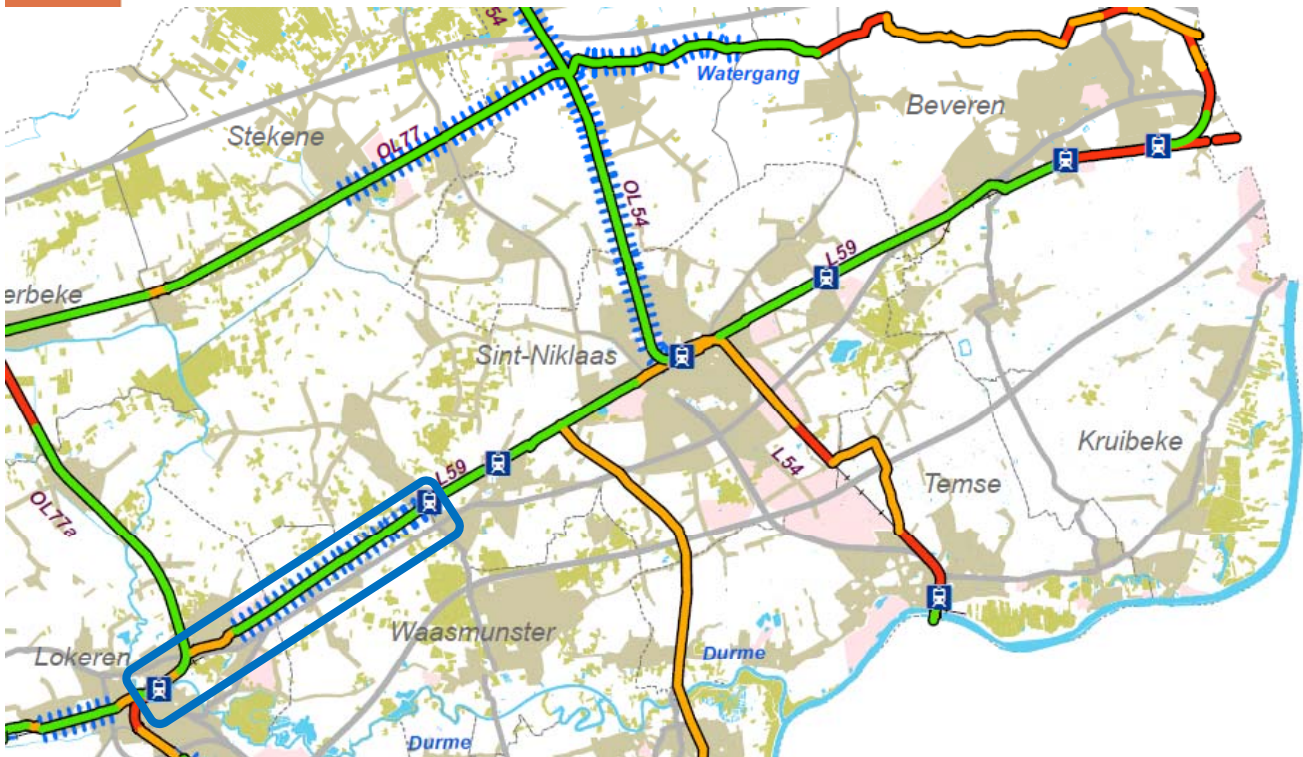 54
Watergang
Beveren
Stekene
OL77
OL54
L59
erbeke
Sint-Niklaas
Kruibeke
L59
L54
Temse
OL77a
Waasmunster
Lokeren
Durme
Durme